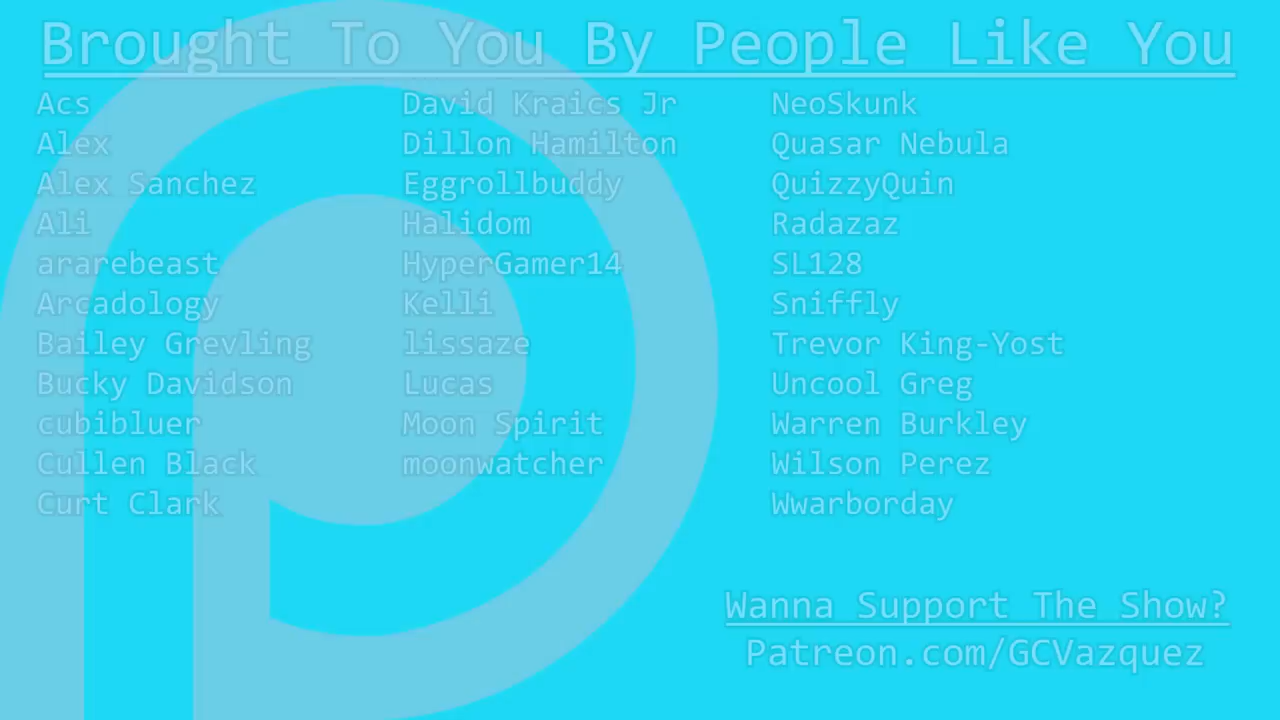 Brought To You By People Like You
Acs
Alex
Alex Sanchez
Ali
ararebeast
Arcadology
Bailey Grevling
Bucky Davidson
cubibluer
Cullen Black
Curt Clark
David Kraics Jr
Dillon Hamilton
Eggrollbuddy
Halidom
HyperGamer14
Kelli
lissaze
Lucas
Moon Spirit
moonwatcher
NeoSkunk
Quasar Nebula
QuizzyQuin
Radazaz
SL128
Sniffly
Trevor King-Yost
Uncool Greg
Warren Burkley
Wilson Perez
Wwarborday
Wanna Support The Show?
Patreon.com/GCVazquez